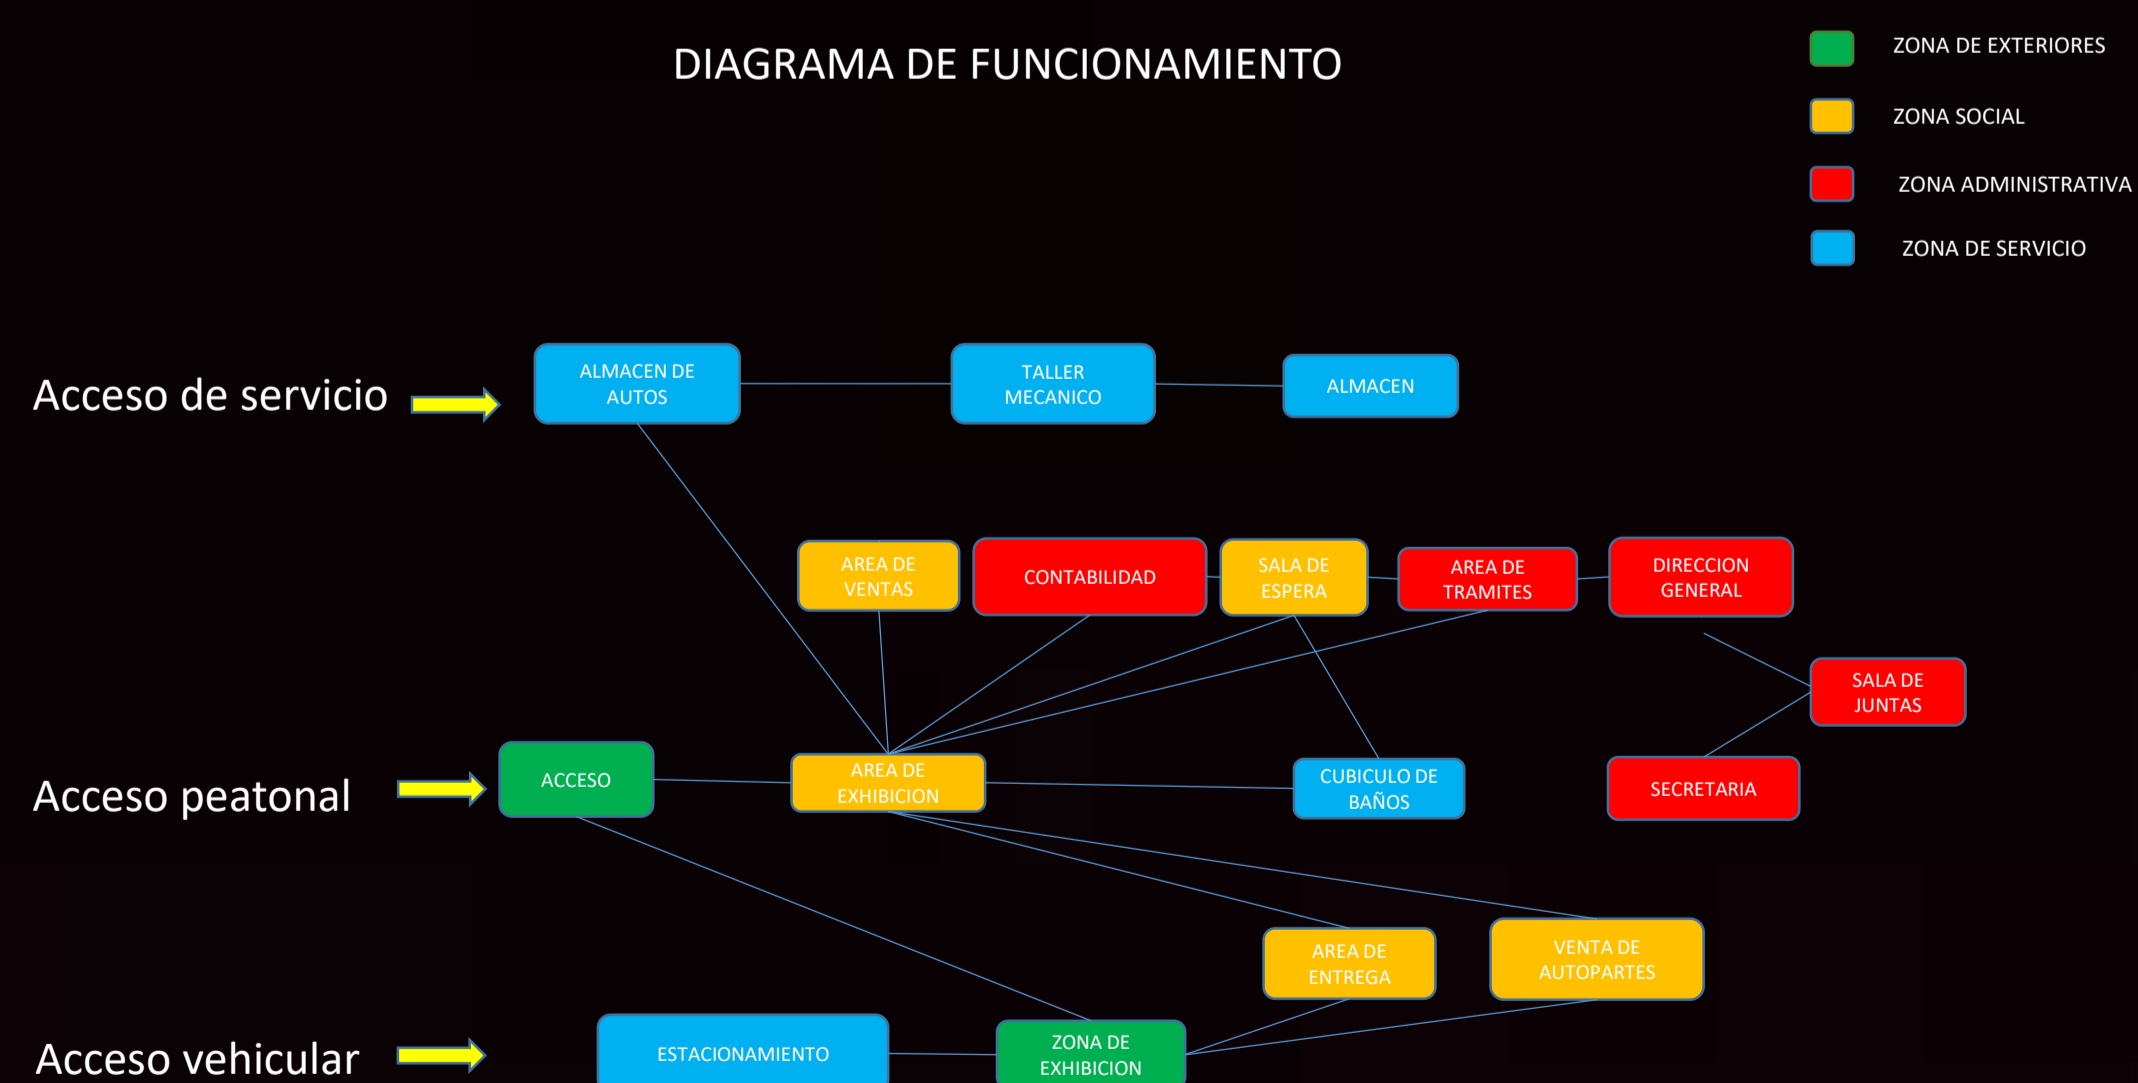 DIAGRAMA DE FUNCIONAMIENTO
ZONA DE EXTERIORES
ZONA SOCIAL
ZONA ADMINISTRATIVA
ZONA DE SERVICIO
Acceso de servicio
ALMACEN DE
AUTOS
TALLER
MECANICO
ALMACEN
AREA DE
VENTAS
CONTABILIDAD
SALA DE
ESPERA
AREA DE
TRAMITES
DIRECCION
GENERAL
SALA DE
JUNTAS
Acceso peatonal
ACCESO
AREA DE
EXHIBICION
CUBICULO DE
BAÑOS
SECRETARIA
AREA DE
ENTREGA
VENTA DE
AUTOPARTES
Acceso vehicular
ESTACIONAMIENTO
ZONA DE
EXHIBICION